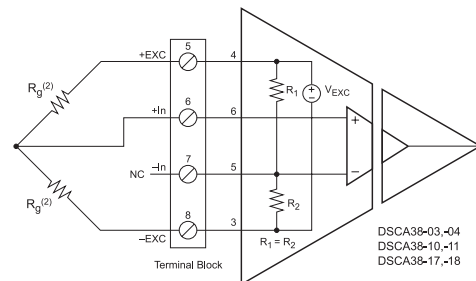 +EXC
5
4
Rg(2)
R1
VEXC
+In
6
6
+
–In
NC
7
5
–
Rg(2)
R2
–EXC
8
3
R1 = R2
Terminal Block
DSCA38-03,-04
DSCA38-10,-11
DSCA38-17,-18